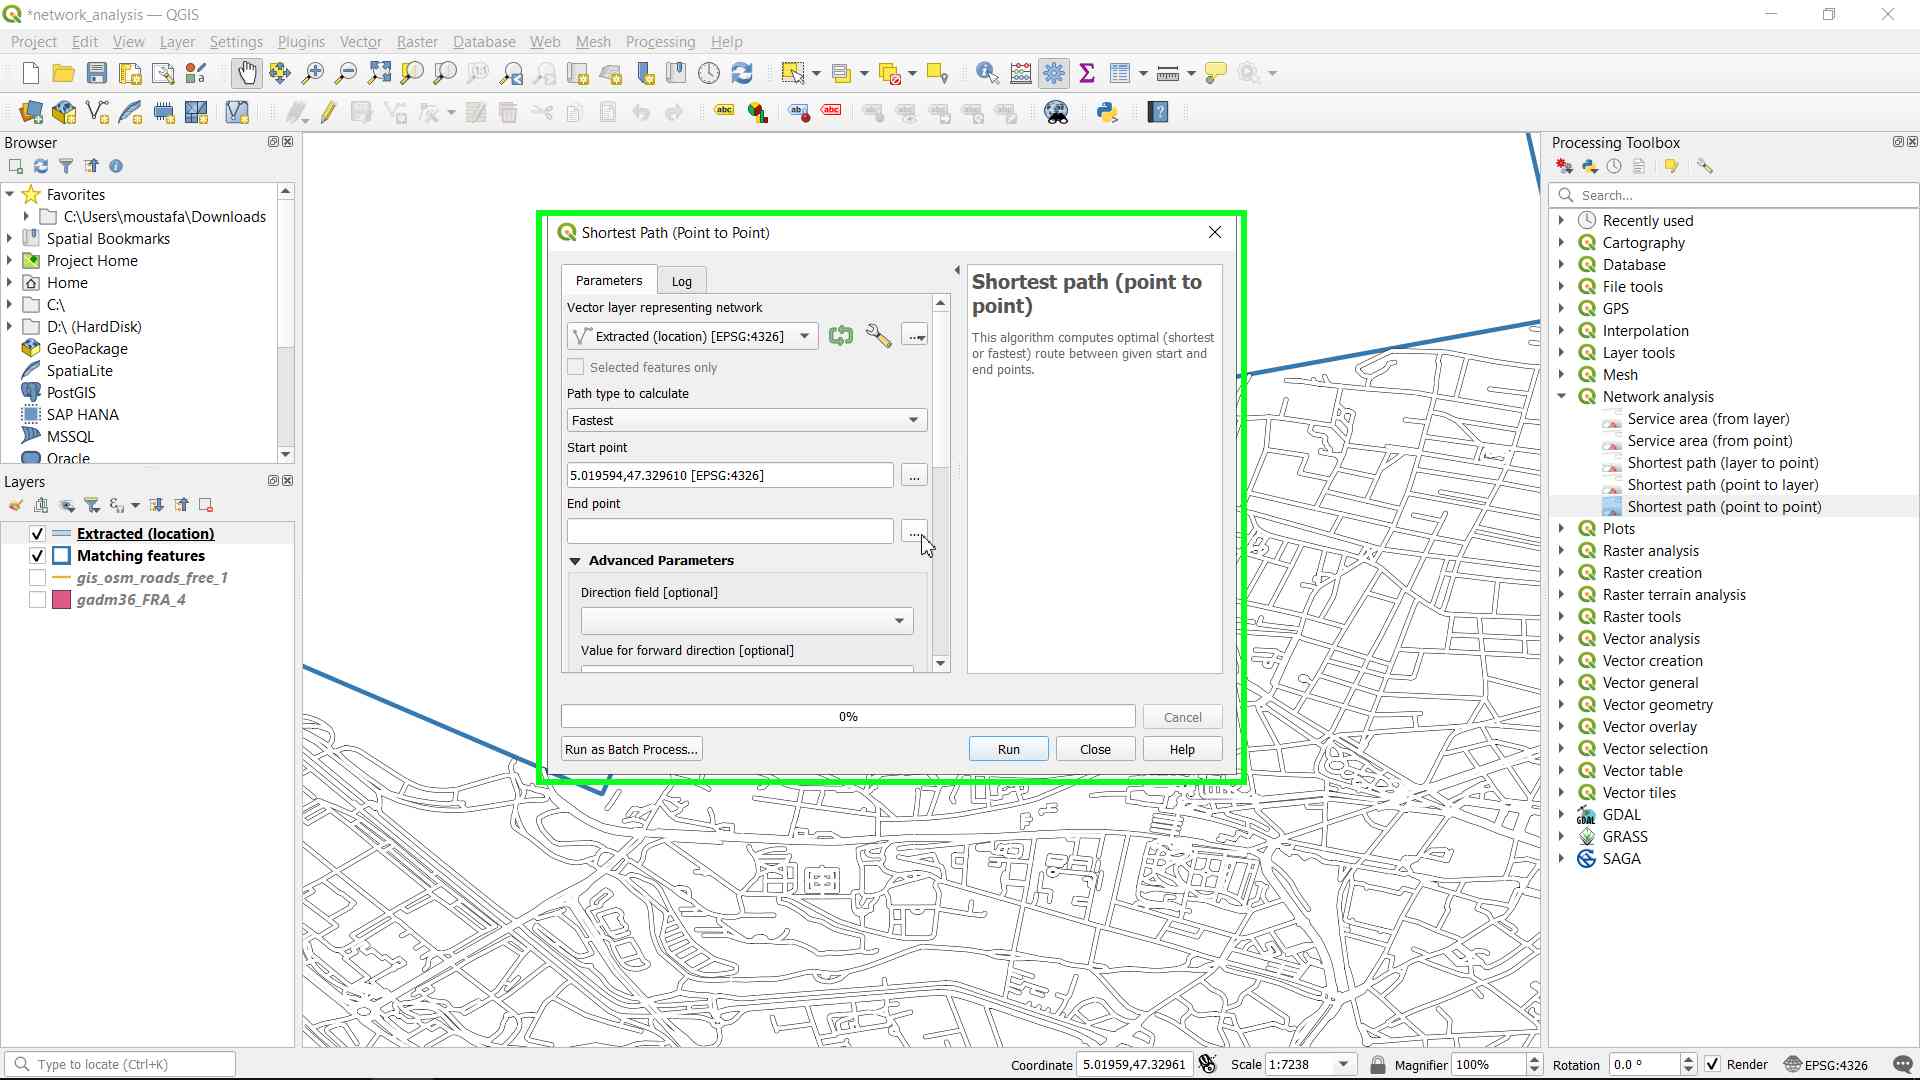 *network_analysis — QGIS
Project Edit View Layer Settings Plugins Vector Raster Database Web Mesh Processing Help
Browser
Favorites
C:\Users\moustafa\Downloads
Spatial Bookmarks
Project Home
Home
C:\
D:\ (HardDisk)
GeoPackage
SpatiaLite
PostGIS
SAP HANA
MSSQL
Oracle
Layers
Extracted (location)
Matching features
gis_osm_roads_free_1
gadm36_FRA_4
Shortest Path (Point to Point)
Parameters Log
Vector layer representing network
Extracted (location) [EPSG:4326]
...
Selected features only
Path type to calculate
Fastest
Start point
5.019594,47.329610 [EPSG:4326]
...
End point
...
Advanced Parameters
Direction field [optional]
Value for forward direction [optional]
Shortest path (point to
point)
This algorithm computes optimal (shortest
or fastest) route between given start and
end points.
0%
Cancel
Run as Batch Process...
Run Close Help
Processing Toolbox
Search...
Recently used
Cartography
Database
File tools
GPS
Interpolation
Layer tools
Mesh
Network analysis
Service area (from layer)
Service area (from point)
Shortest path (layer to point)
Shortest path (point to layer)
Shortest path (point to point)
Plots
Raster analysis
Raster creation
Raster terrain analysis
Raster tools
Vector analysis
Vector creation
Vector general
Vector geometry
Vector overlay
Vector selection
Vector table
Vector tiles
GDAL
GRASS
SAGA
Type to locate (Ctrl+K)
Coordinate 5.01959,47.32961 Scale 1:7238 Magnifier 100% Rotation 0.0 ° Render EPSG:4326